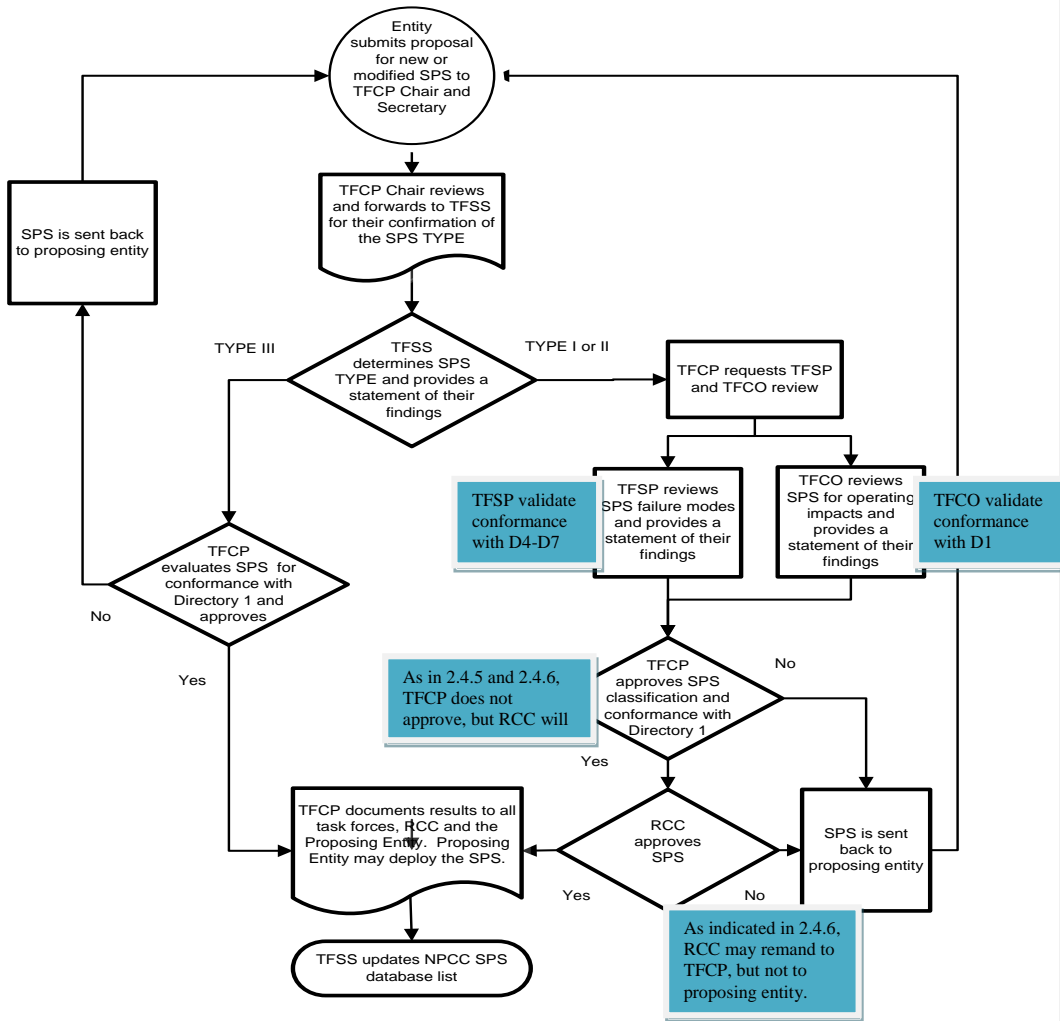 Entity
submits proposal
for new or
modified SPS to
TFCP Chair and
Secretary
TFCP Chair reviews
and forwards to TFSS
for their confirmation of
the SPS TYPE
SPS is sent back
to proposing entity
TYPE III
TFSS
determines SPS
TYPE and provides a
statement of their
findings
TYPE I or II
TFCP requests TFSP
and TFCO review
TFSP validate
conformance
with D4-D7
TFSP reviews
SPS failure modes
and provides a
statement of their
findings
TFCO reviews
SPS for operating
impacts and
provides a
statement of their
findings
TFCO validate
conformance
with D1
TFCP
evaluates SPS for
conformance with
Directory 1 and
approves
No
Yes
As in 2.4.5 and 2.4.6,
TFCP does not
approve, but RCC will
TFCP
approves SPS
classification and
conformance with
Directory 1
No
Yes
TFCP documents results to all
task forces, RCC and the
Proposing Entity. Proposing
Entity may deploy the SPS.
RCC
approves
SPS
Yes
No
SPS is sent
back to
proposing entity
As indicated in 2.4.6,
RCC may remand to
TFCP, but not to
proposing entity.
TFSS updates NPCC SPS
database list